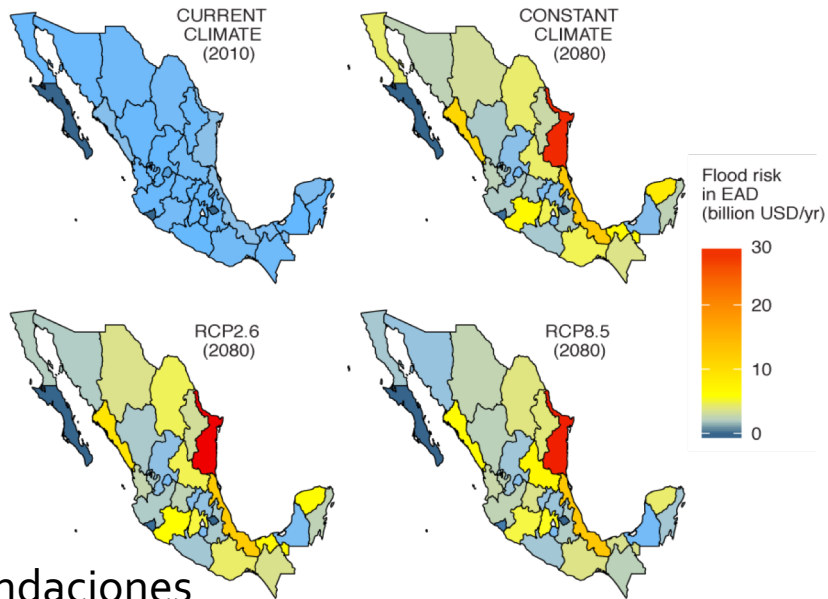 CURRENT
CLIMATE
(2010)
CONSTANT
CLIMATE
(2080)
Flood risk
in EAD
(billion USD/yr)
30
20
10
0
RCP2.6
(2080)
RCP8.5
(2080)
ndaciones